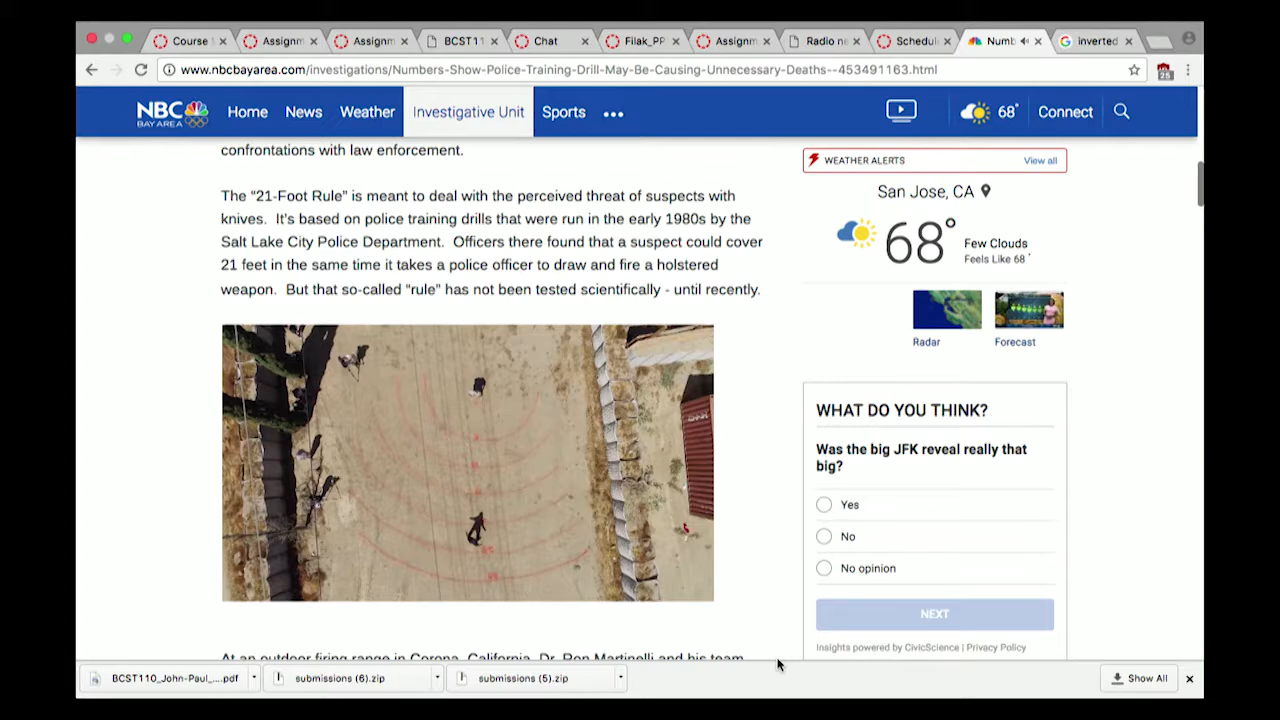 Course
Assignm
Assignm
BCST11
Chat
Filak_PP
Assignm
Radio ne
Schedul
Numb
inverted
www.nbcbayarea.com/investigations/Numbers-Show-Police-Training-Drill-May-Be-Causing-Unnecessary-Deaths--453491163.html
25
NBC
BAY AREA
Home
News
Weather
Investigative Unit
Sports
68°
Connect
confrontations with law enforcement.
The “21-Foot Rule” is meant to deal with the perceived threat of suspects with
knives. It’s based on police training drills that were run in the early 1980s by the
Salt Lake City Police Department. Officers there found that a suspect could cover
21 feet in the same time it takes a police officer to draw and fire a holstered
weapon. But that so-called “rule” has not been tested scientifically - until recently.
At an outdoor firing range in Corona, California, Dr. Ron Martinelli and his team
WEATHER ALERTS
View all
San Jose, CA
68°
Few Clouds
Feels Like 68°
Radar
Forecast
WHAT DO YOU THINK?
Was the big JFK reveal really that
big?
Yes
No
No opinion
NEXT
Insights powered by CivicScience | Privacy Policy
BCST110_John-Paul_....pdf
submissions (6).zip
submissions (5).zip
Show All